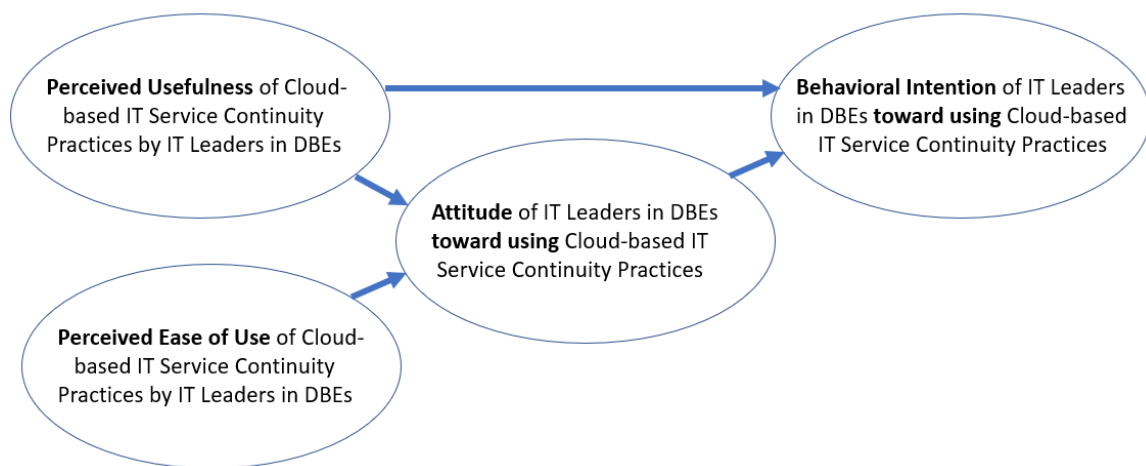 Perceived Usefulness of Cloud-
based IT Service Continuity
Practices by IT Leaders in DBEs
Behavioral Intention of IT Leaders
in DBEs toward using Cloud-based
IT Service Continuity Practices
Attitude of IT Leaders in DBEs
toward using Cloud-based IT
Service Continuity Practices
Perceived Ease of Use of Cloud-
based IT Service Continuity
Practices by IT Leaders in DBEs